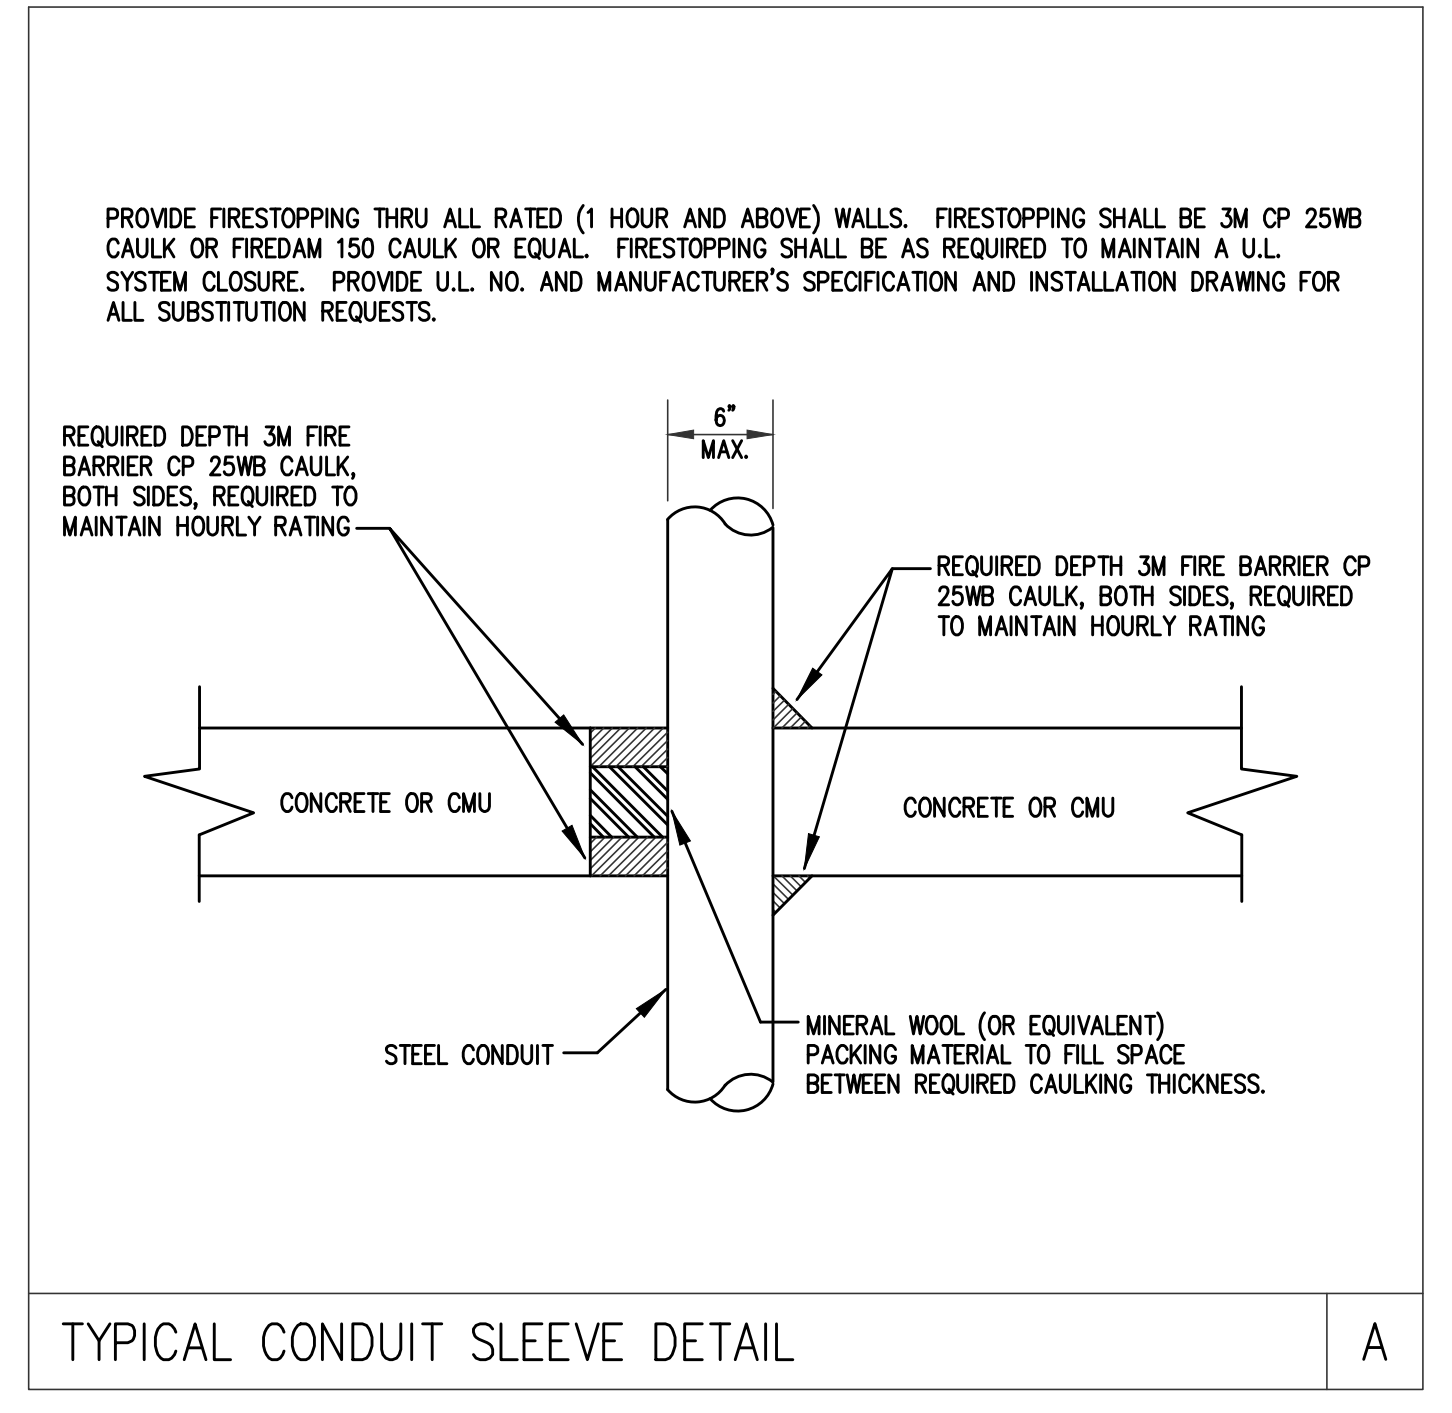 PROVIDE FIRESTOPPING THRU ALL RATED (1 HOUR AND ABOVE) WALLS.  FIRESTOPPING SHALL BE 3M CP 25WB
CAULK OR FIREDAM 150 CAULK OR EQUAL.  FIRESTOPPING SHALL BE AS REQUIRED TO MAINTAIN A U.L.
SYSTEM CLOSURE.  PROVIDE U.L. NO. AND MANUFACTURER'S SPECIFICATION AND INSTALLATION DRAWING FOR
ALL SUBSTITUTION REQUESTS.
6"
MAX.
REQUIRED DEPTH 3M FIRE
BARRIER CP 25WB CAULK,
BOTH SIDES, REQUIRED TO
MAINTAIN HOURLY RATING
REQUIRED DEPTH 3M FIRE BARRIER CP
25WB CAULK, BOTH SIDES, REQUIRED
TO MAINTAIN HOURLY RATING
CONCRETE OR CMU
CONCRETE OR CMU
STEEL CONDUIT
MINERAL WOOL (OR EQUIVALENT)
PACKING MATERIAL TO FILL SPACE
BETWEEN REQUIRED CAULKING THICKNESS.
TYPICAL CONDUIT SLEEVE DETAIL
A